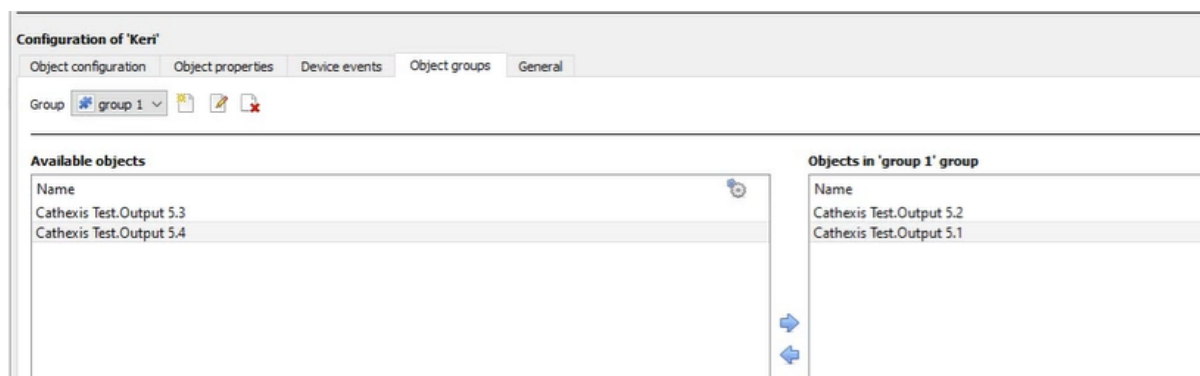 Configuration of 'Keri'
Object configuration Object properties Device events Object groups General
Group group 1
Available objects
Name
Cathexis Test.Output 5.3
Cathexis Test.Output 5.4
Objects in 'group 1' group
Name
Cathexis Test.Output 5.2
Cathexis Test.Output 5.1